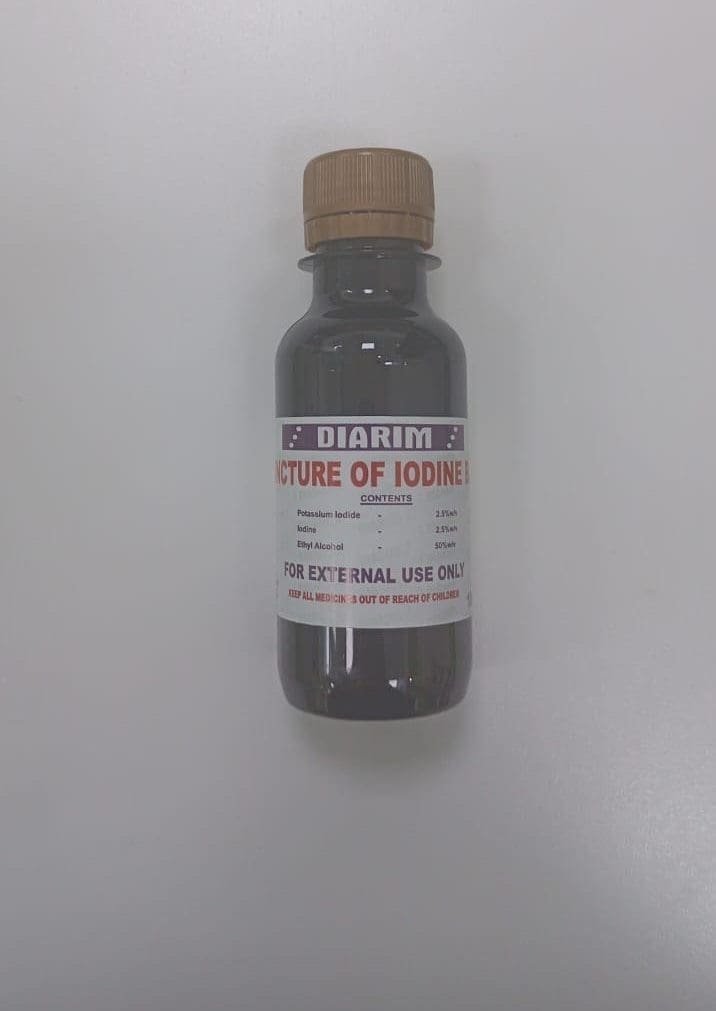 DIARIM
NCTURE OF IODINE B
CONTENTS
Potassium Iodide - 2.5%w/v
Iodine - 2.5%w/v
Ethyl Alcohol - 50%w/v
FOR EXTERNAL USE ONLY
KEEP ALL MEDICINES OUT OF REACH OF CHILDREN